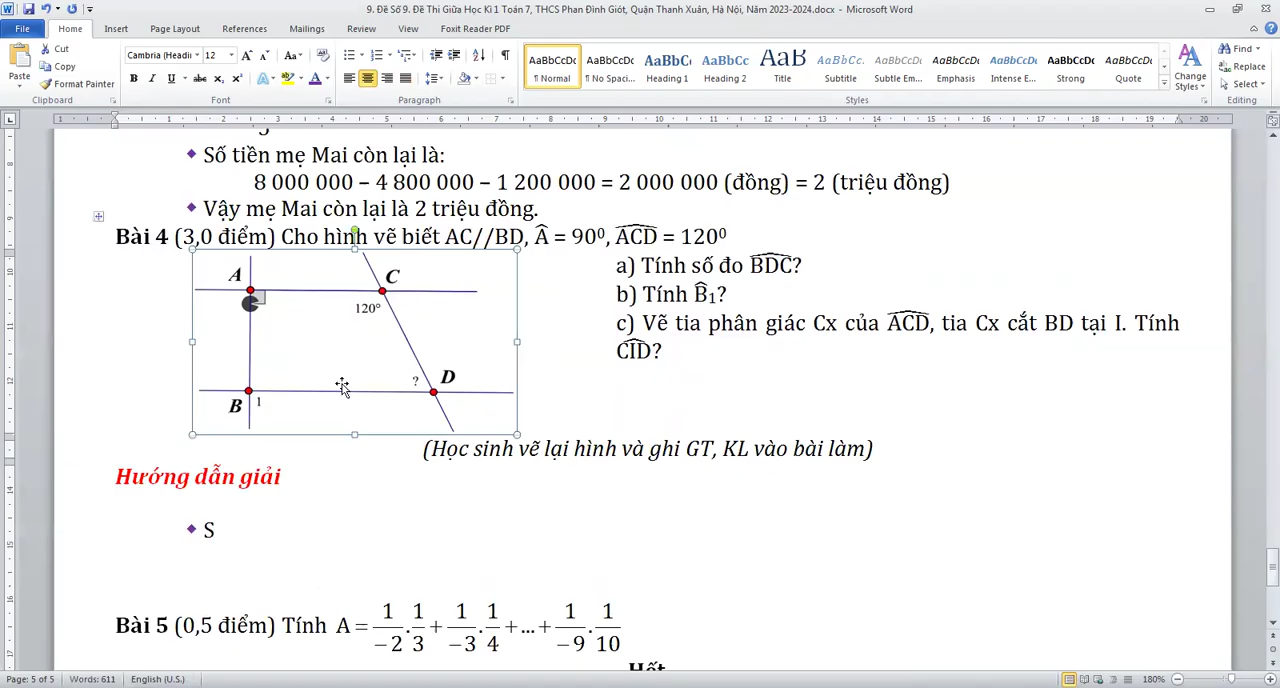 9. Đề Số 9. Đề Thi Giữa Học Kì 1 Toán 7, THCS Phan Đình Giót, Quận Thanh Xuân, Hà Nội, Năm 2023-2024.docx - Microsoft Word
File Home Insert Page Layout References Mailings Review View Foxit Reader PDF
Cut
Copy
Format Painter
Paste
Clipboard
Cambria (Headi 12
Font
Paragraph
AaBbCcDc AaBbCcDc AaBbC AaBbCc AaB AaBbCc. AaBbCcDc AaBbCcDc AaBbCcDc AaBbCcDc AaBbCcDc
¶ Normal ¶ No Spaci... Heading 1 Heading 2 Title Subtitle Subtle Em... Emphasis Intense E... Strong Quote
Styles
Change Styles
Find
Replace
Select
Editing
Số tiền mẹ Mai còn lại là:
8 000 000 – 4 800 000 – 1 200 000 = 2 000 000 (đồng) = 2 (triệu đồng)
Vậy mẹ Mai còn lại là 2 triệu đồng.
Bài 4 (3,0 điểm) Cho hình vẽ biết AC//BD, Â = 90⁰, ACD̂ = 120⁰
A C
120°
? D
B 1
a) Tính số đo BDĈ?
b) Tính B̂₁?
c) Vẽ tia phân giác Cx của ACD̂, tia Cx cắt BD tại I. Tính
CID̂?
(Học sinh vẽ lại hình và ghi GT, KL vào bài làm)
Hướng dẫn giải
S
Bài 5 (0,5 điểm) Tính A = 1/−2 . 1/3 + 1/−3 . 1/4 + ... + 1/−9 . 1/10
Hết
Page: 5 of 5 Words: 611 English (U.S.) 180%